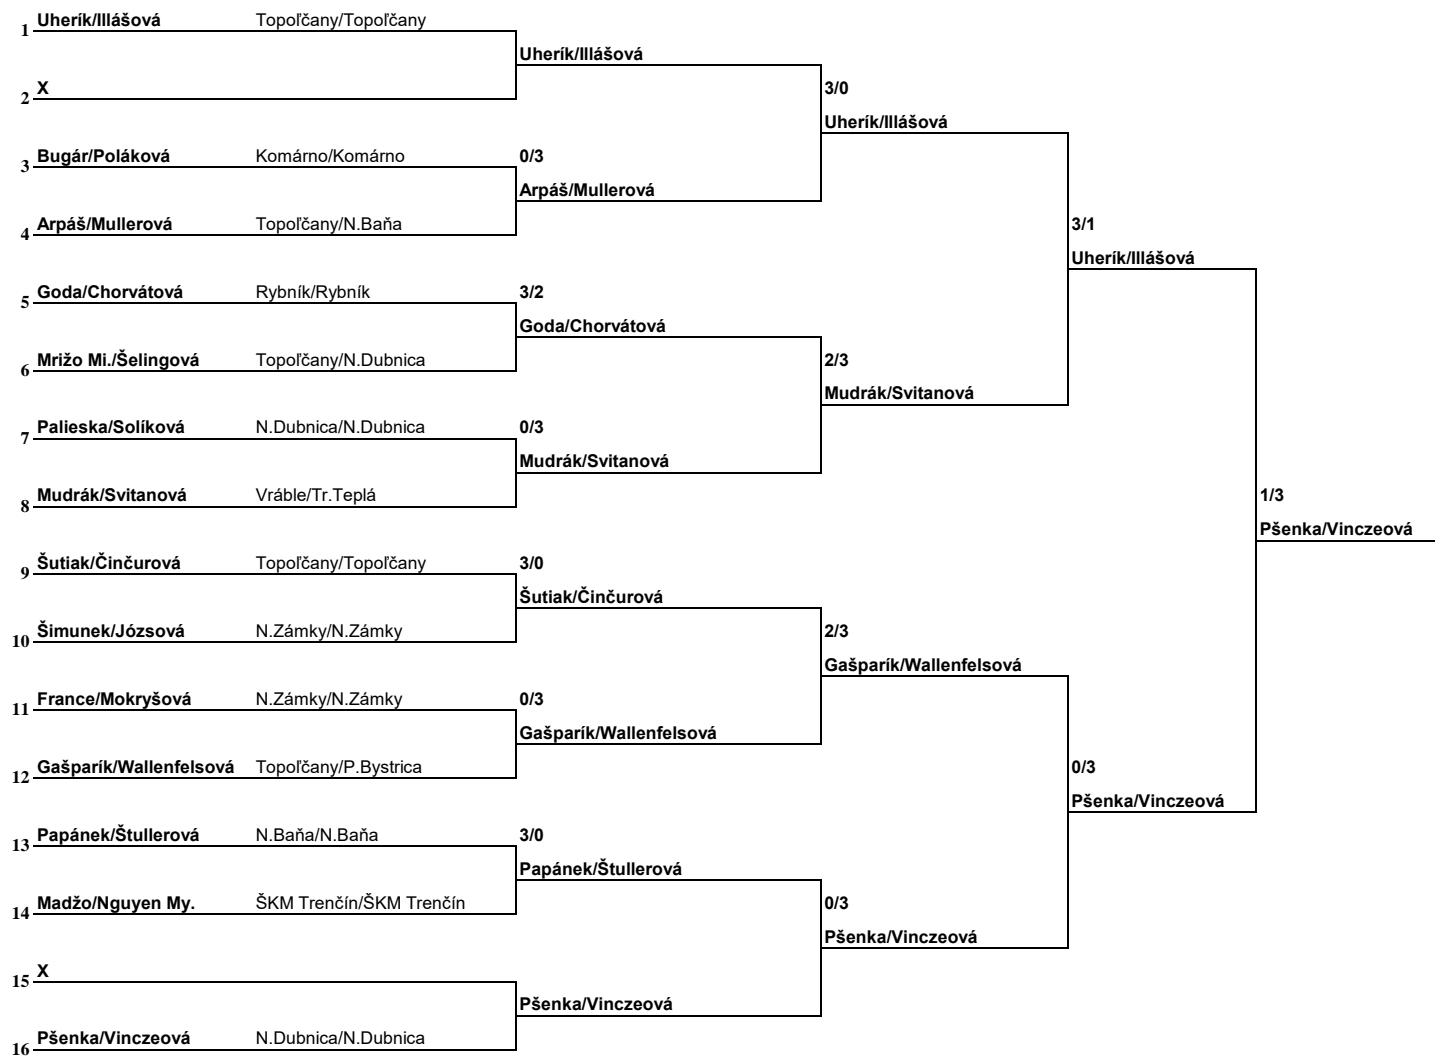 1 Uherík/Illášová Topoľčany/Topoľčany
Uherík/Illášová
2 X 3/0
Uherík/Illášová
3 Bugár/Poláková Komárno/Komárno 0/3
Arpáš/Mullerová
4 Arpáš/Mullerová Topoľčany/N.Baňa 3/1
Uherík/Illášová
5 Goda/Chorvátová Rybník/Rybník 3/2
Goda/Chorvátová
6 Mrižo Mi./Šelingová Topoľčany/N.Dubnica 2/3
Mudrák/Svitanová
7 Palieska/Solíková N.Dubnica/N.Dubnica 0/3
Mudrák/Svitanová
8 Mudrák/Svitanová Vráble/Tr.Teplá 1/3
Pšenka/Vinczeová
9 Šutiak/Činčurová Topoľčany/Topoľčany 3/0
Šutiak/Činčurová
10 Šimunek/Józsová N.Zámky/N.Zámky 2/3
Gašparík/Wallenfelsová
11 France/Mokryšová N.Zámky/N.Zámky 0/3
Gašparík/Wallenfelsová
12 Gašparík/Wallenfelsová Topoľčany/P.Bystrica 0/3
Pšenka/Vinczeová
13 Papánek/Štullerová N.Baňa/N.Baňa 3/0
Papánek/Štullerová
14 Madžo/Nguyen My. ŠKM Trenčín/ŠKM Trenčín 0/3
Pšenka/Vinczeová
15 X
Pšenka/Vinczeová
16 Pšenka/Vinczeová N.Dubnica/N.Dubnica